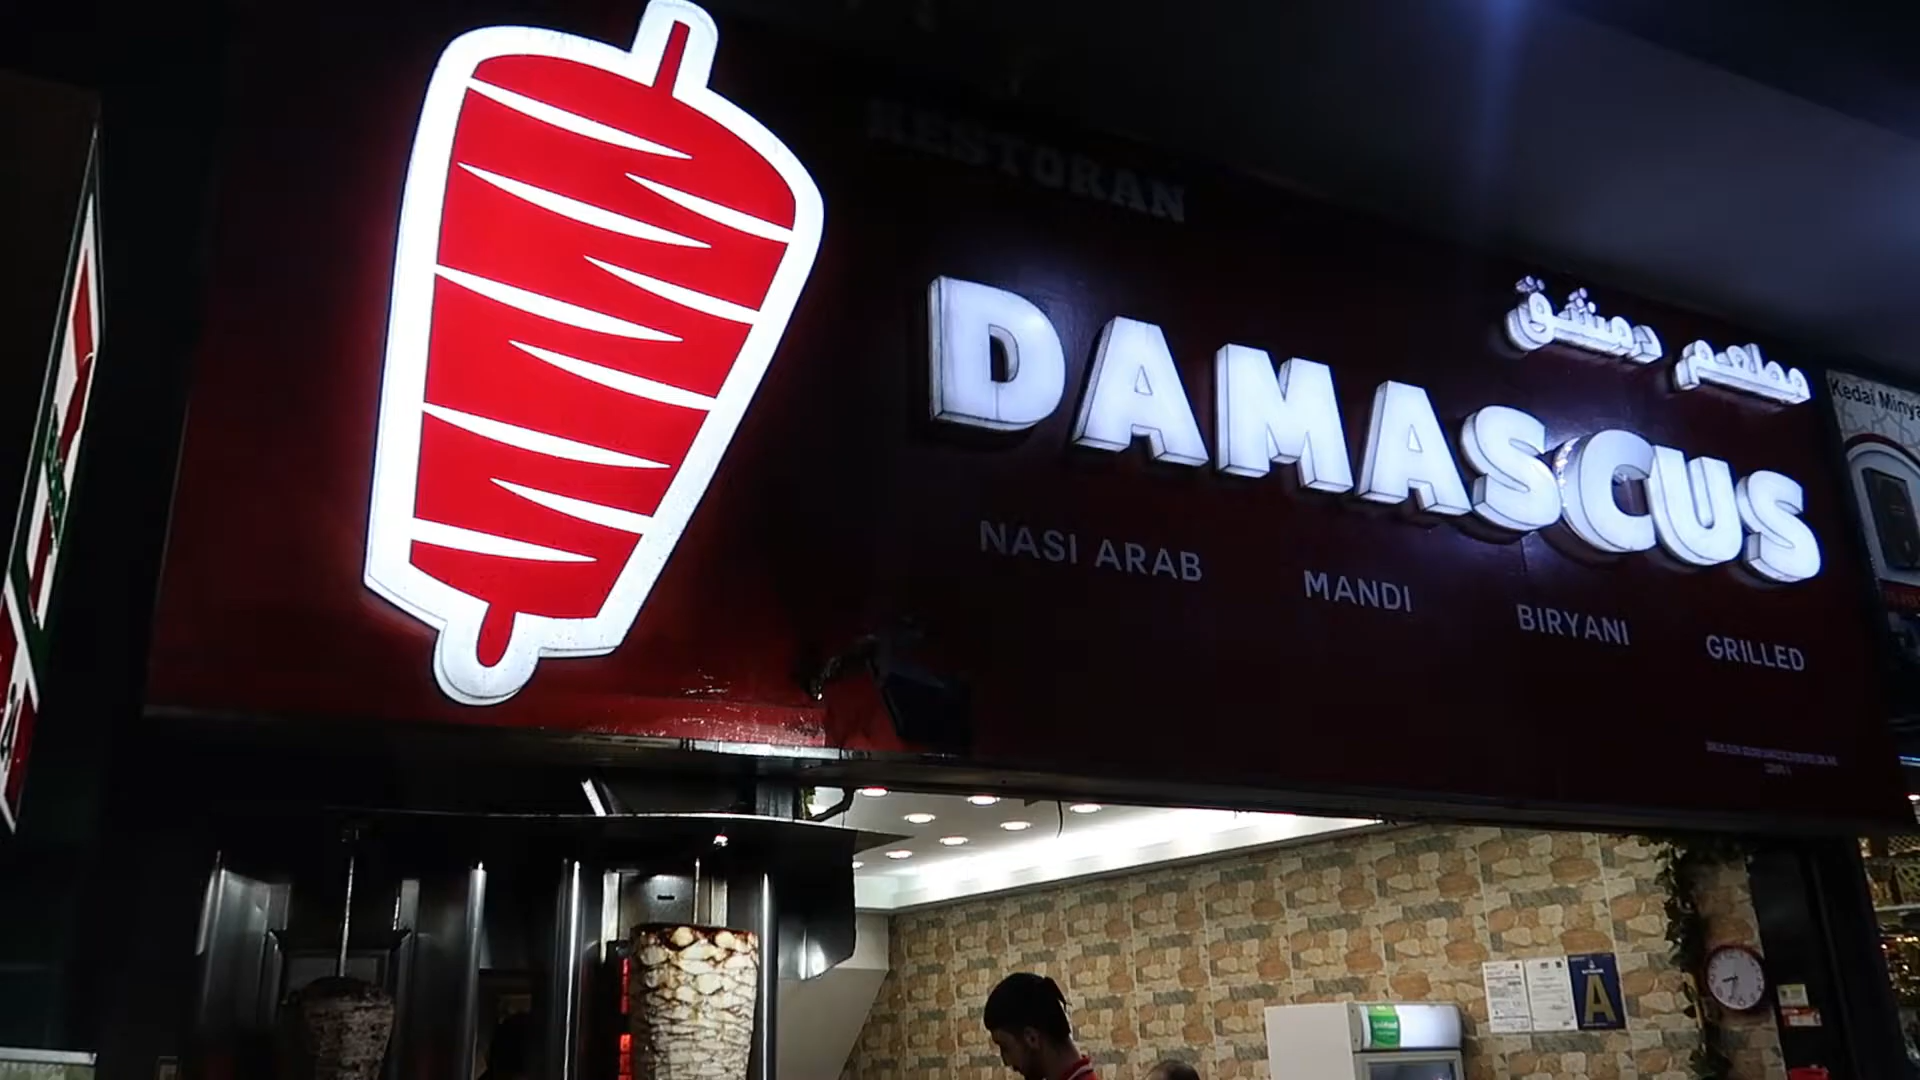 RESTORAN
مطعم دمشق
DAMASCUS
NASI ARAB MANDI BIRYANI GRILLED
Kedai Minya
A